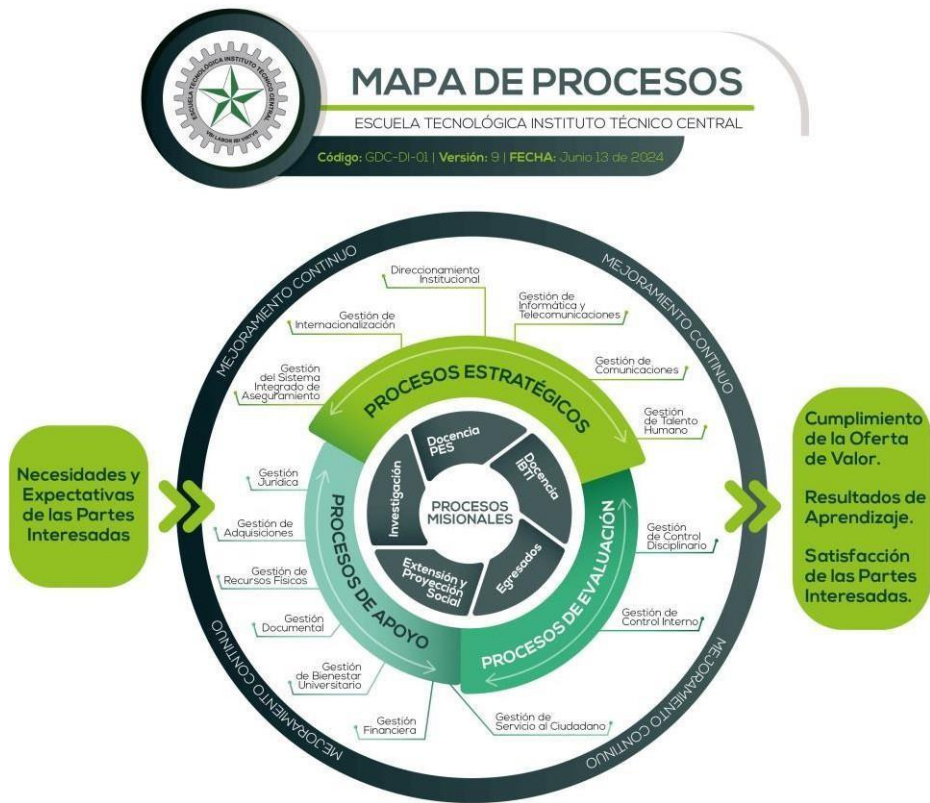 ESCUELA TECNOLÓGICA INSTITUTO TÉCNICO CENTRAL
MAPA DE PROCESOS
ESCUELA TECNOLÓGICA INSTITUTO TÉCNICO CENTRAL
Código: GDC-DI-01 | Versión: 9 | FECHA: Junio 13 de 2024
MEJORAMIENTO CONTINUO
MEJORAMIENTO CONTINUO
Direccionamiento
Institucional
Gestión de
Informática y
Telecomunicaciones
Gestión de
Internacionalización
Gestión de
Comunicaciones
Gestión
del Sistema
Integrado de
Aseguramiento
Gestión
de Talento
Humano
PROCESOS ESTRATÉGICOS
Necesidades y
Expectativas
de las Partes
Interesadas
Gestión
Jurídica
Gestión de
Adquisiciones
Gestión de
Recursos Físicos
Gestión
Documental
Gestión
de Bienestar
Universitario
Gestión
Financiera
Gestión de
Servicio al Ciudadano
PROCESOS DE APOYO
Docencia
PES
Docencia
IBTI
Investigación
PROCESOS
MISIONALES
Extensión y
Proyección
Social
Egresados
PROCESOS DE EVALUACIÓN
Gestión
de Control
Disciplinario
Gestión de
Control Interno
Cumplimiento
de la Oferta
de Valor.
Resultados de
Aprendizaje.
Satisfacción
de las Partes
Interesadas.
MEJORAMIENTO CONTINUO
MEJORAMIENTO CONTINUO